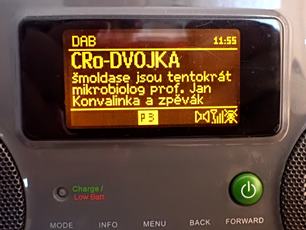 DAB 11:55
CRo-DVOJKA
šmoldase jsou tentokrát
mikrobiolog prof. Jan
Konvalinka a zpěvák
P3
Charge/
Low Batt
MODE INFO MENU BACK FORWARD